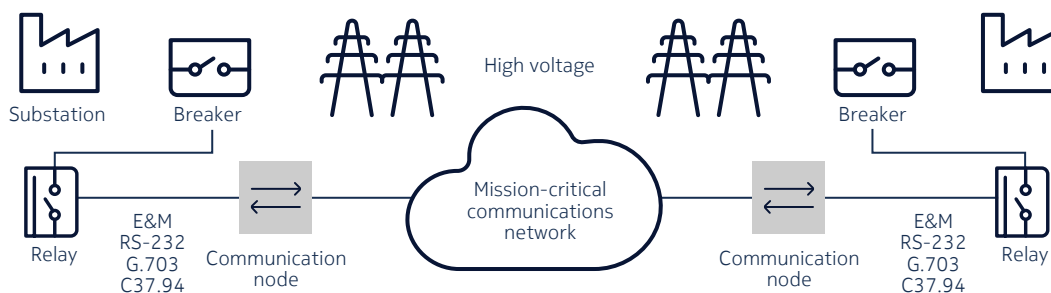 High voltage
Substation
Breaker
Breaker
Mission-critical
communications
network
E&M
RS-232
G.703
C37.94
Relay
Communication
node
Communication
node
E&M
RS-232
G.703
C37.94
Relay